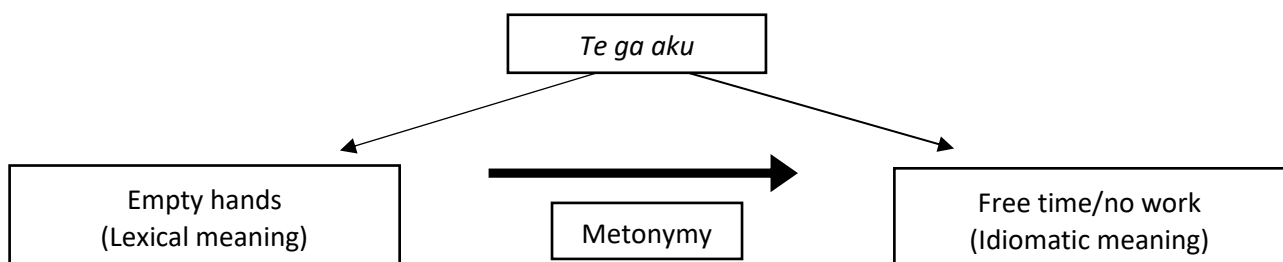 Te ga aku
Empty hands
(Lexical meaning)
Metonymy
Free time/no work
(Idiomatic meaning)